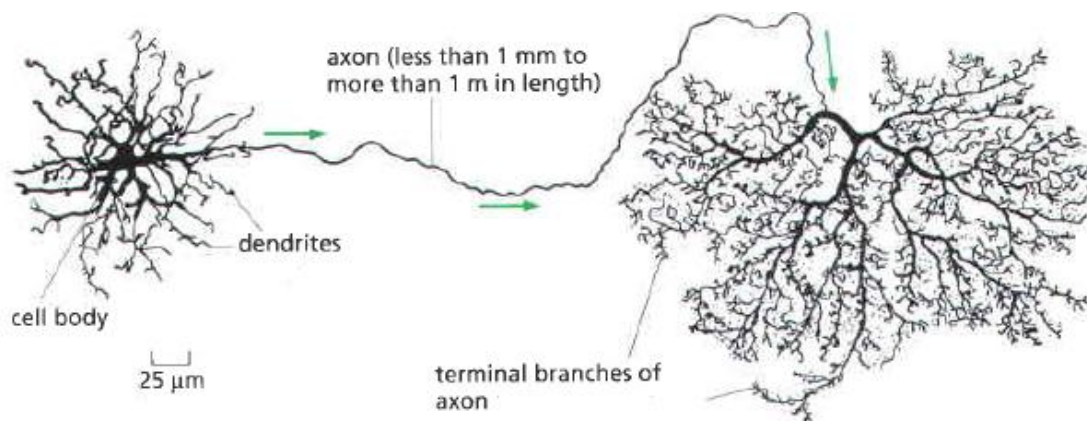 axon (less than 1 mm to
more than 1 m in length)
dendrites
cell body
25 μm
terminal branches of
axon